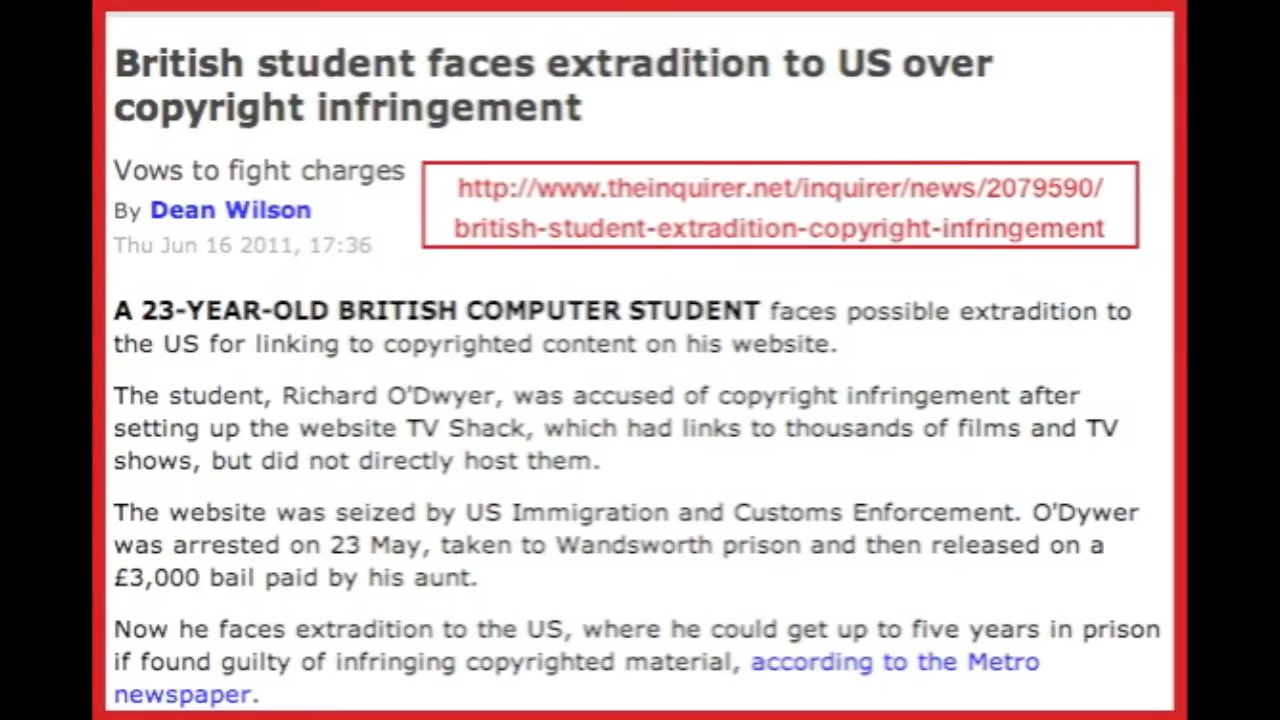 British student faces extradition to US over
copyright infringement
Vows to fight charges
By Dean Wilson
Thu Jun 16 2011, 17:36
http://www.theinquirer.net/inquirer/news/2079590/
british-student-extradition-copyright-infringement
A 23-YEAR-OLD BRITISH COMPUTER STUDENT faces possible extradition to
the US for linking to copyrighted content on his website.
The student, Richard O'Dwyer, was accused of copyright infringement after
setting up the website TV Shack, which had links to thousands of films and TV
shows, but did not directly host them.
The website was seized by US Immigration and Customs Enforcement. O'Dywer
was arrested on 23 May, taken to Wandsworth prison and then released on a
£3,000 bail paid by his aunt.
Now he faces extradition to the US, where he could get up to five years in prison
if found guilty of infringing copyrighted material, according to the Metro
newspaper.